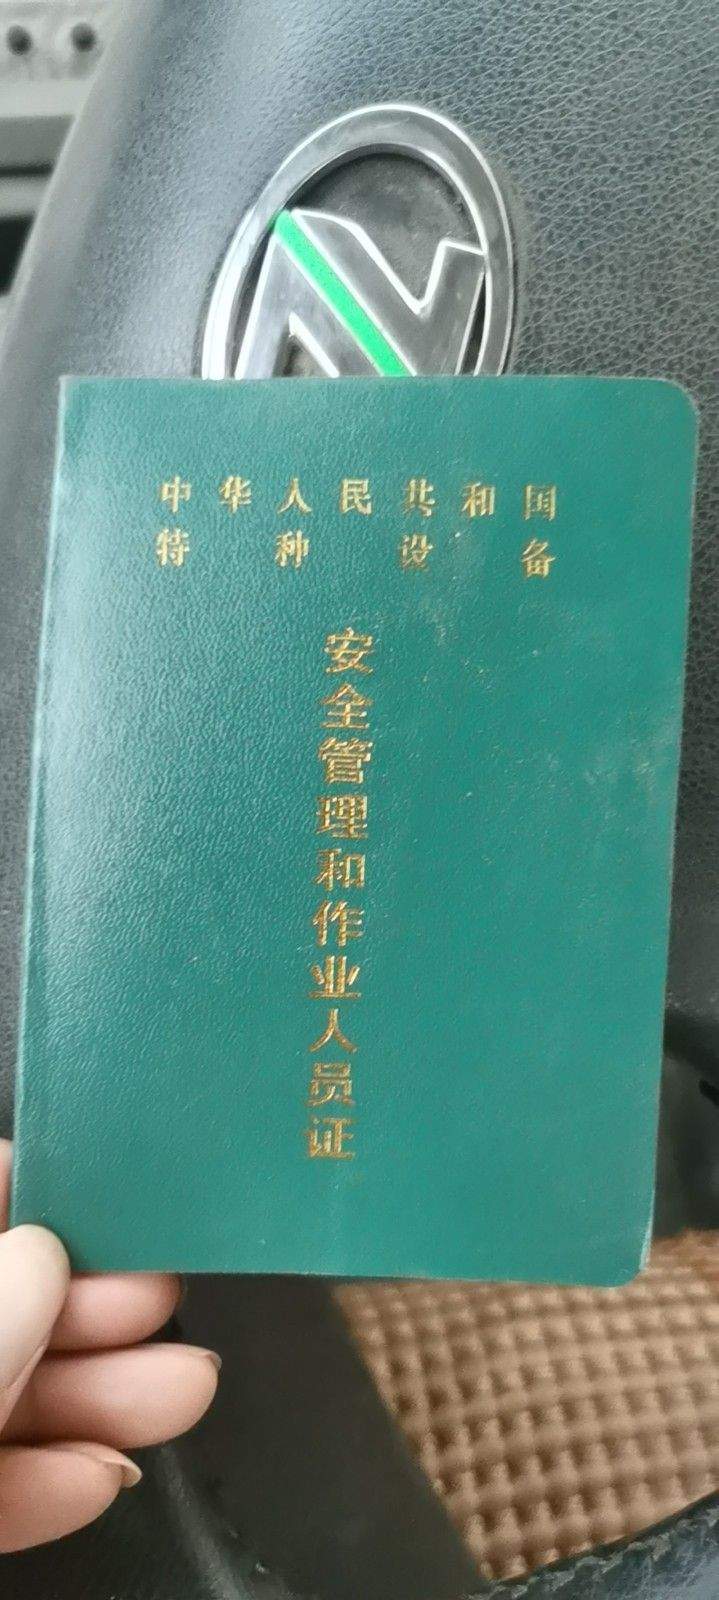 中华人民共和国
特种设备
安全管理和作业人员证